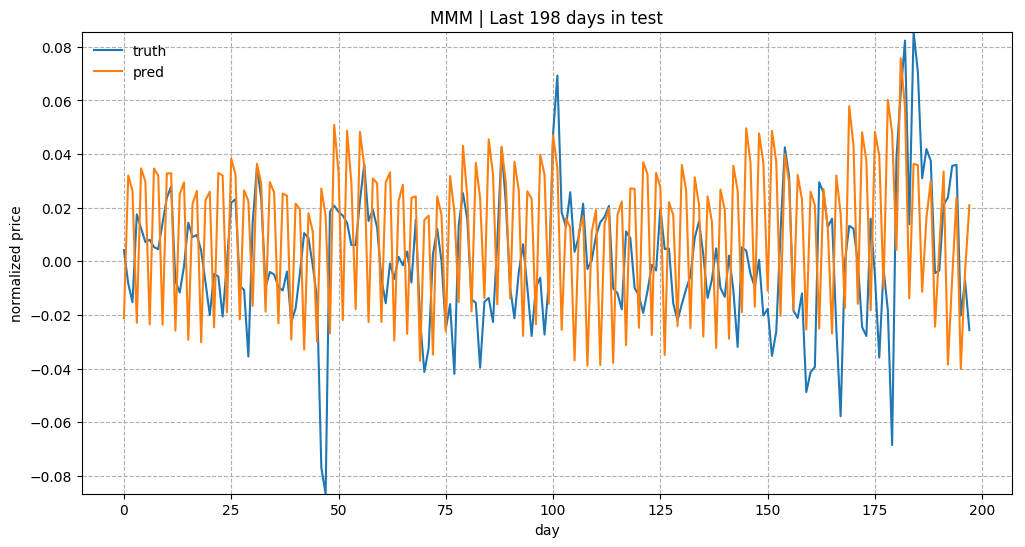 MMM | Last 198 days in test
truth
pred
normalized price
0.08
0.06
0.04
0.02
0.00
−0.02
−0.04
−0.06
−0.08
0 25 50 75 100 125 150 175 200
day